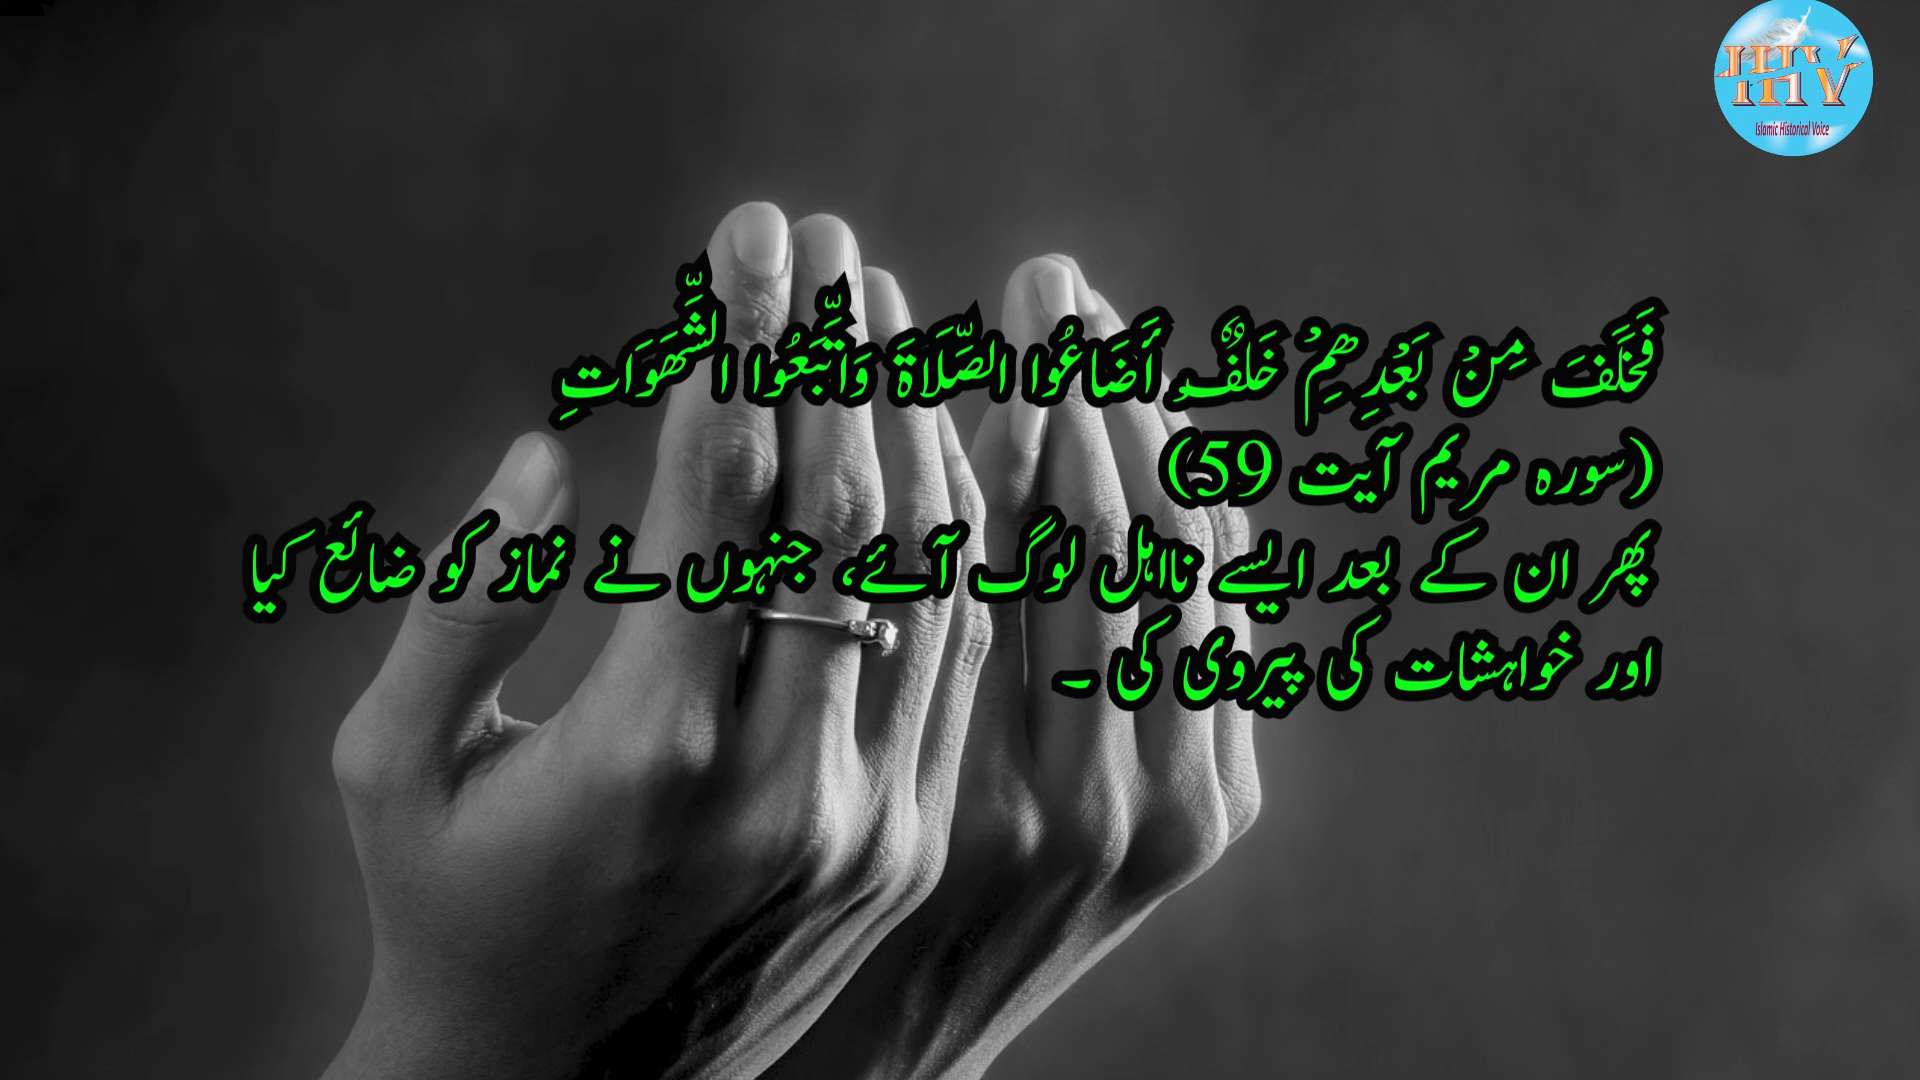 IHV
Islamic Historical Voice
فَخَلَفَ مِنْ بَعْدِهِمْ خَلْفٌ أَضَاعُوا الصَّلَاةَ وَاتَّبَعُوا الشَّهَوَاتِ
(سورہ مریم آیت 59)
پھر ان کے بعد ایسے نااہل لوگ آئے، جنہوں نے نماز کو ضائع کیا
اور خواہشات کی پیروی کی ۔